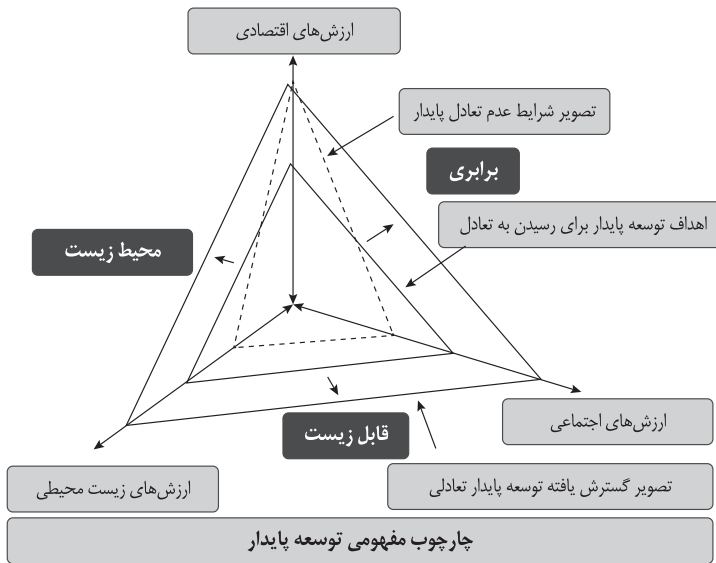 ارزش‌های اقتصادی
تصویر شرایط عدم تعادل پایدار
برابری
اهداف توسعه پایدار برای رسیدن به تعادل
محیط زیست
ارزش‌های اجتماعی
قابل زیست
تصویر گسترش یافته توسعه پایدار تعادلی
ارزش‌های زیست محیطی
چارچوب مفهومی توسعه پایدار